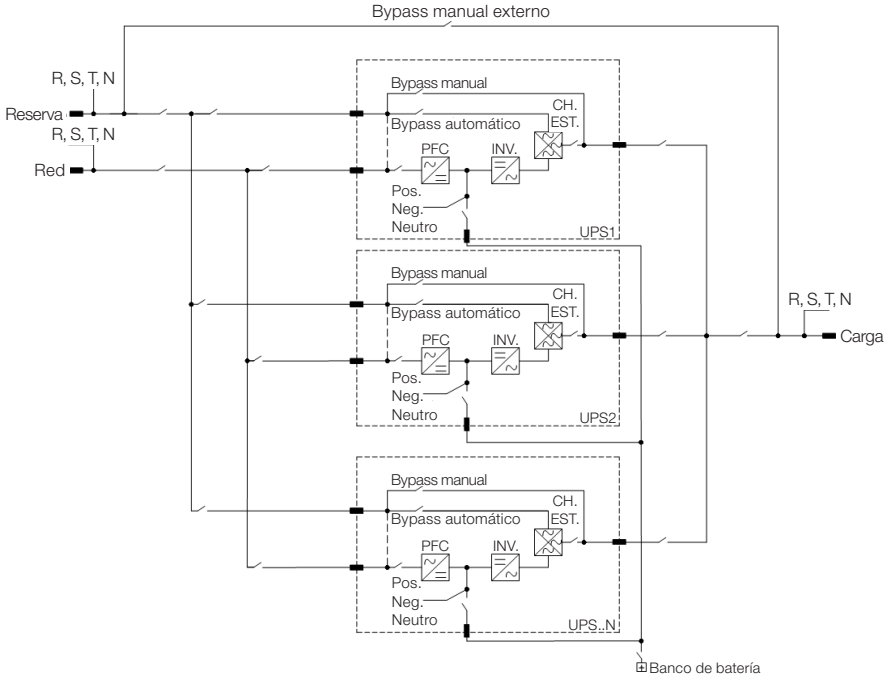 Bypass manual externo
R, S, T, N
Reserva
R, S, T, N
Red
Bypass manual
CH.
EST.
Bypass automático
PFC
INV.
Pos.
Neg.
Neutro
UPS1
Bypass manual
CH.
EST.
Bypass automático
PFC
INV.
Pos.
Neg.
Neutro
UPS2
R, S, T, N
Carga
Bypass manual
CH.
EST.
Bypass automático
PFC
INV.
Pos.
Neg.
Neutro
UPS..N
Banco de batería